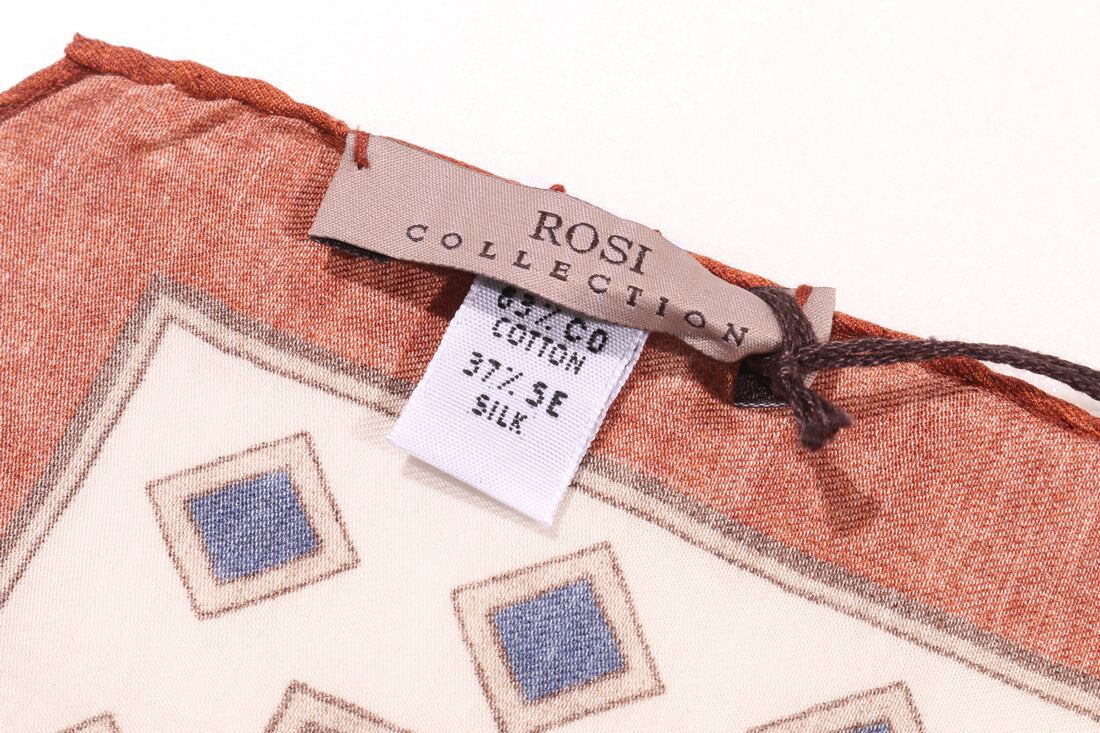 ROSI
COLLECTION
63% CO
COTTON
37% SE
SILK